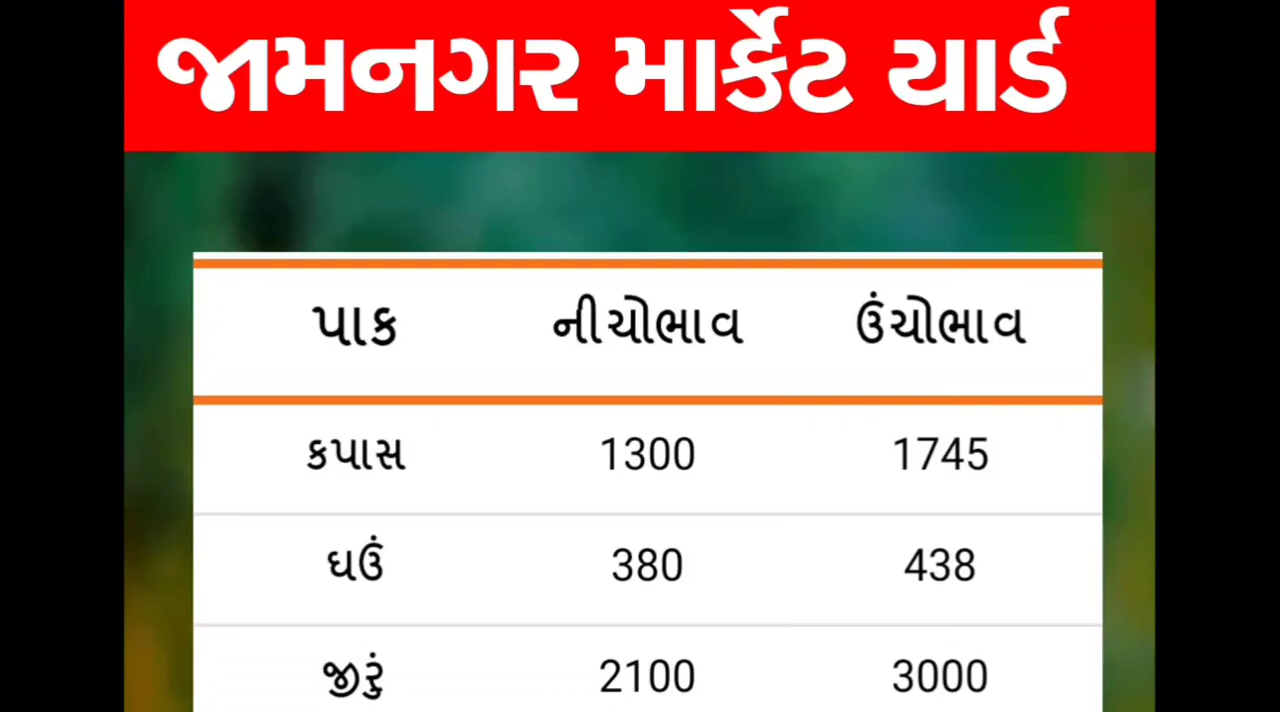 જામનગર માર્કેટ યાર્ડ
પાક નીચોભાવ ઉંચોભાવ
કપાસ 1300 1745
ઘઉં 380 438
જીરું 2100 3000